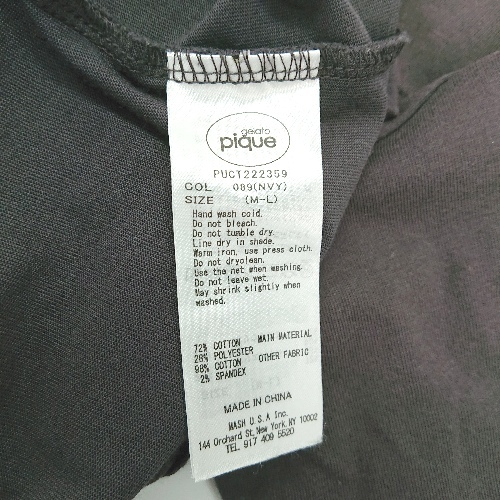 gelato
pique
PUCT222359
COL 089(NVY)
SIZE (M-L)
Hand wash cold.
Do not bleach.
Do not tumble dry.
Line dry in shade.
Warm iron, use press cloth.
Do not dryclean.
Use the net when washing.
Do not leave wet.
May shrink slightly when
washed.
72% COTTON MAIN MATERIAL
28% POLYESTER
98% COTTON OTHER FABRIC
2% SPANDEX
MADE IN CHINA
MASH U.S.A Inc.
144 Orchard St. New York NY 10002
TEL 917 409 5520